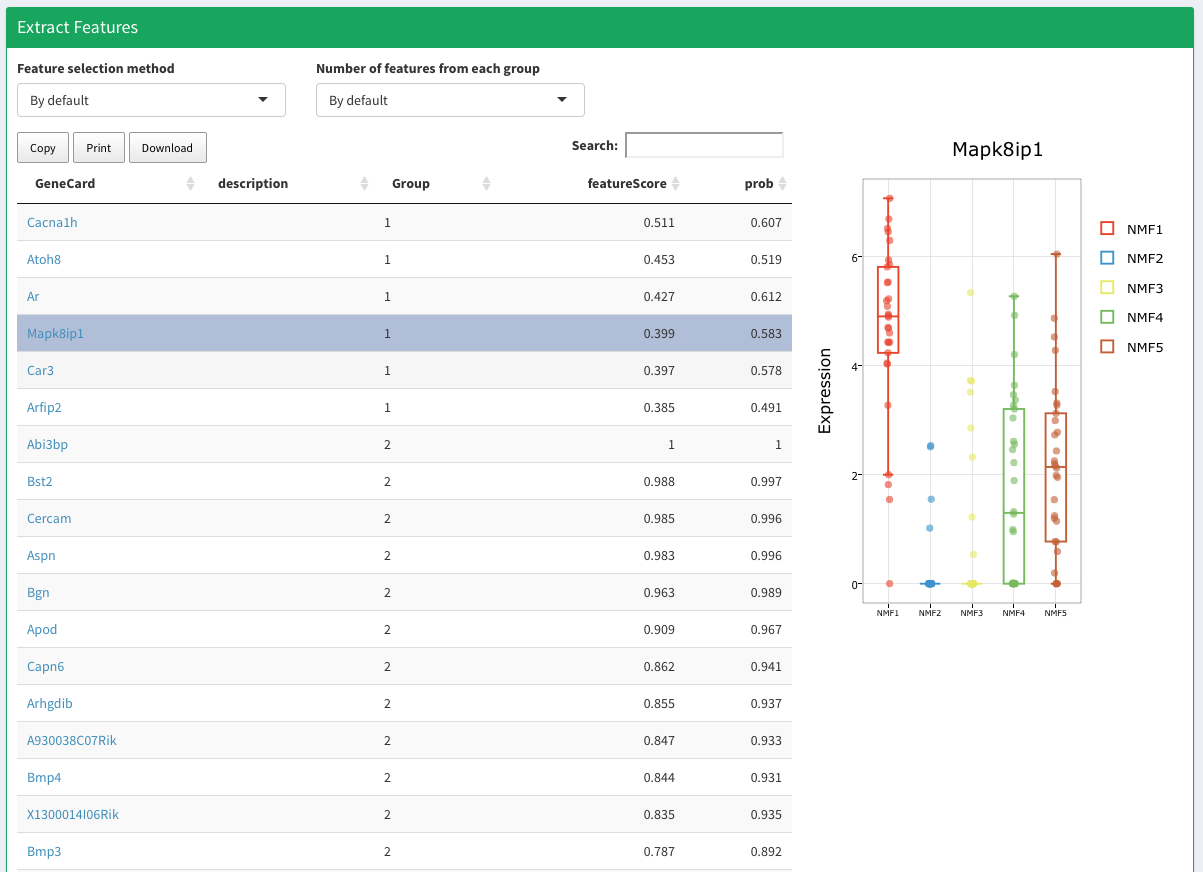 Extract Features
Feature selection method
Number of features from each group
By default
By default
Copy Print Download
Search:
GeneCard description Group featureScore prob
Cacna1h 1 0.511 0.607
Atoh8 1 0.453 0.519
Ar 1 0.427 0.612
Mapk8ip1 1 0.399 0.583
Car3 1 0.397 0.578
Arfip2 1 0.385 0.491
Abi3bp 2 1 1
Bst2 2 0.988 0.997
Cercam 2 0.985 0.996
Aspn 2 0.983 0.996
Bgn 2 0.963 0.989
Apod 2 0.909 0.967
Capn6 2 0.862 0.941
Arhgdib 2 0.855 0.937
A930038C07Rik 2 0.847 0.933
Bmp4 2 0.844 0.931
X1300014I06Rik 2 0.835 0.935
Bmp3 2 0.787 0.892
Mapk8ip1
Expression
6
4
2
0
NMF1 NMF2 NMF3 NMF4 NMF5
NMF1
NMF2
NMF3
NMF4
NMF5